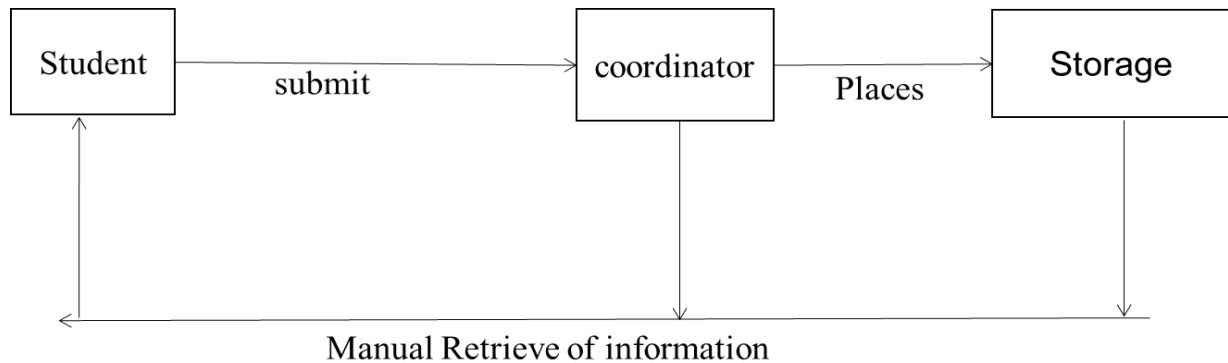 Student
submit
coordinator
Places
Storage
Manual Retrieve of information